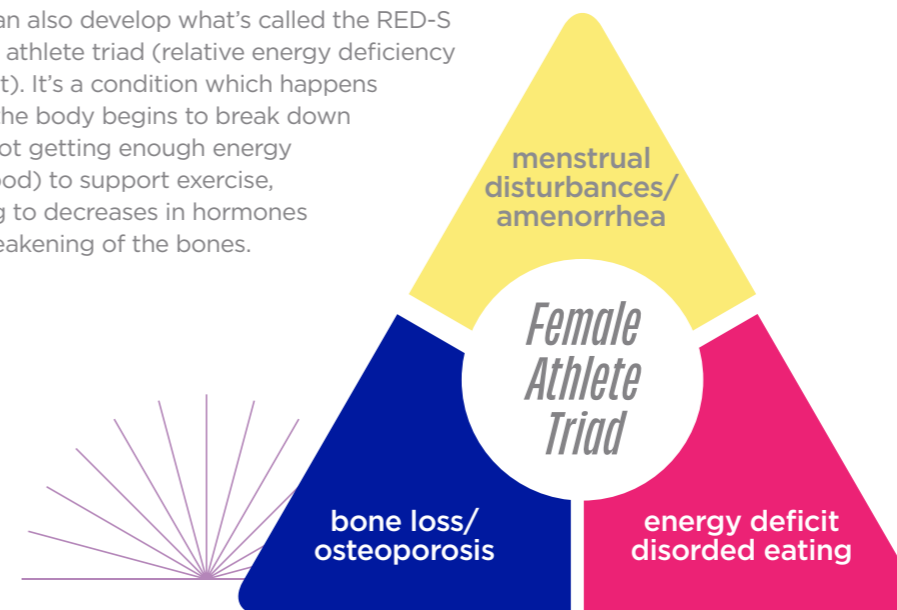 an also develop what's called the RED-S
athlete triad (relative energy deficiency
t). It's a condition which happens
the body begins to break down
ot getting enough energy
od) to support exercise,
g to decreases in hormones
eakening of the bones.
menstrual
disturbances/
amenorrhea
Female
Athlete
Triad
bone loss/
osteoporosis
energy deficit
disorded eating